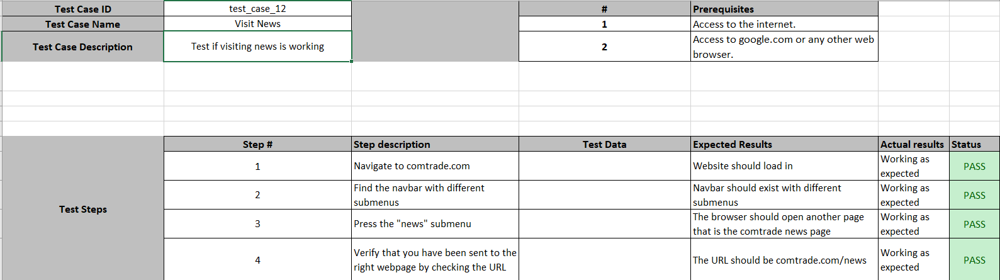 Test Case ID test_case_12 # Prerequisites
Test Case Name Visit News 1 Access to the internet.
Test Case Description Test if visiting news is working 2 Access to google.com or any other web
browser.
Step # Step description Test Data Expected Results Actual results Status
Test Steps
1 Navigate to comtrade.com Website should load in Working as
expected PASS
2 Find the navbar with different
submenus Navbar should exist with different
submenus Working as
expected PASS
3 Press the "news" submenu The browser should open another page
that is the comtrade news page Working as
expected PASS
4 Verify that you have been sent to the
right webpage by checking the URL The URL should be comtrade.com/news Working as
expected PASS